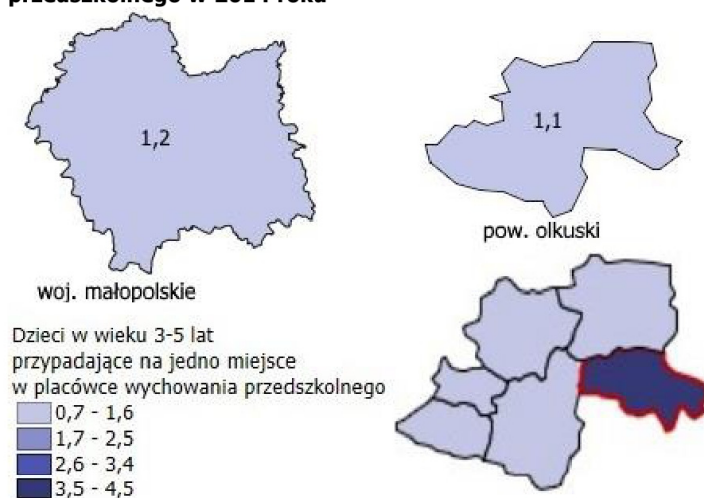 przedszkolnego w 2014 roku
1,2
1,1
pow. olkuski
woj. małopolskie
Dzieci w wieku 3-5 lat
przypadające na jedno miejsce
w placówce wychowania przedszkolnego
0,7 - 1,6
1,7 - 2,5
2,6 - 3,4
3,5 - 4,5